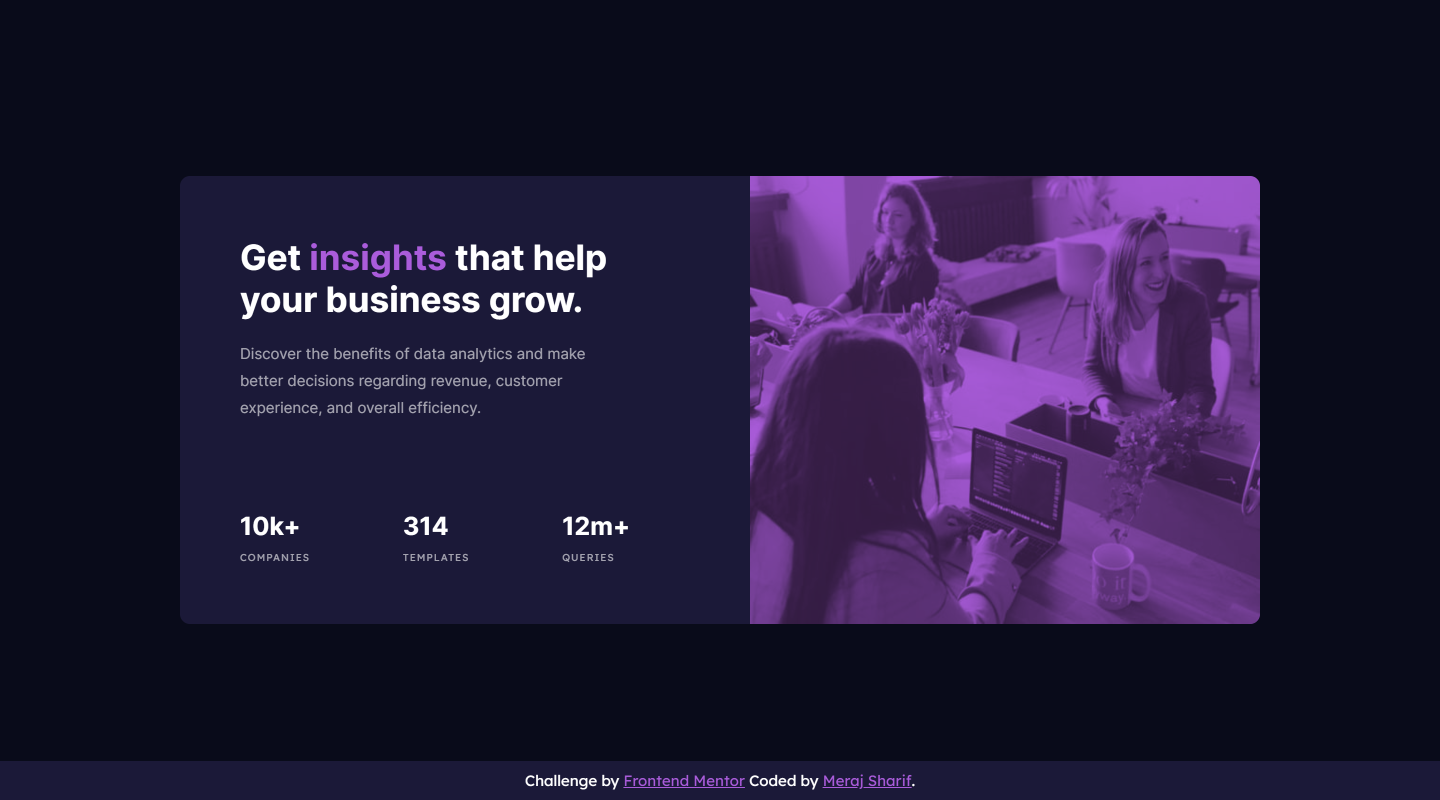 Get insights that help
your business grow.
Discover the benefits of data analytics and make
better decisions regarding revenue, customer
experience, and overall efficiency.
10k+ 314 12m+
COMPANIES TEMPLATES QUERIES
Challenge by Frontend Mentor Coded by Meraj Sharif.